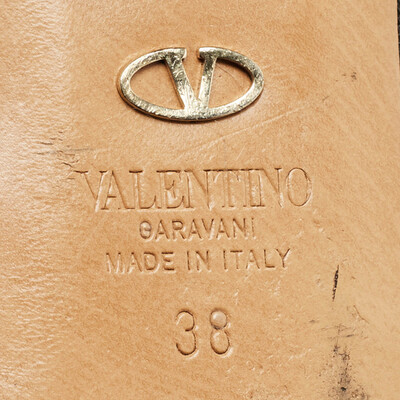 V
VALENTINO
GARAVANI
MADE IN ITALY
38